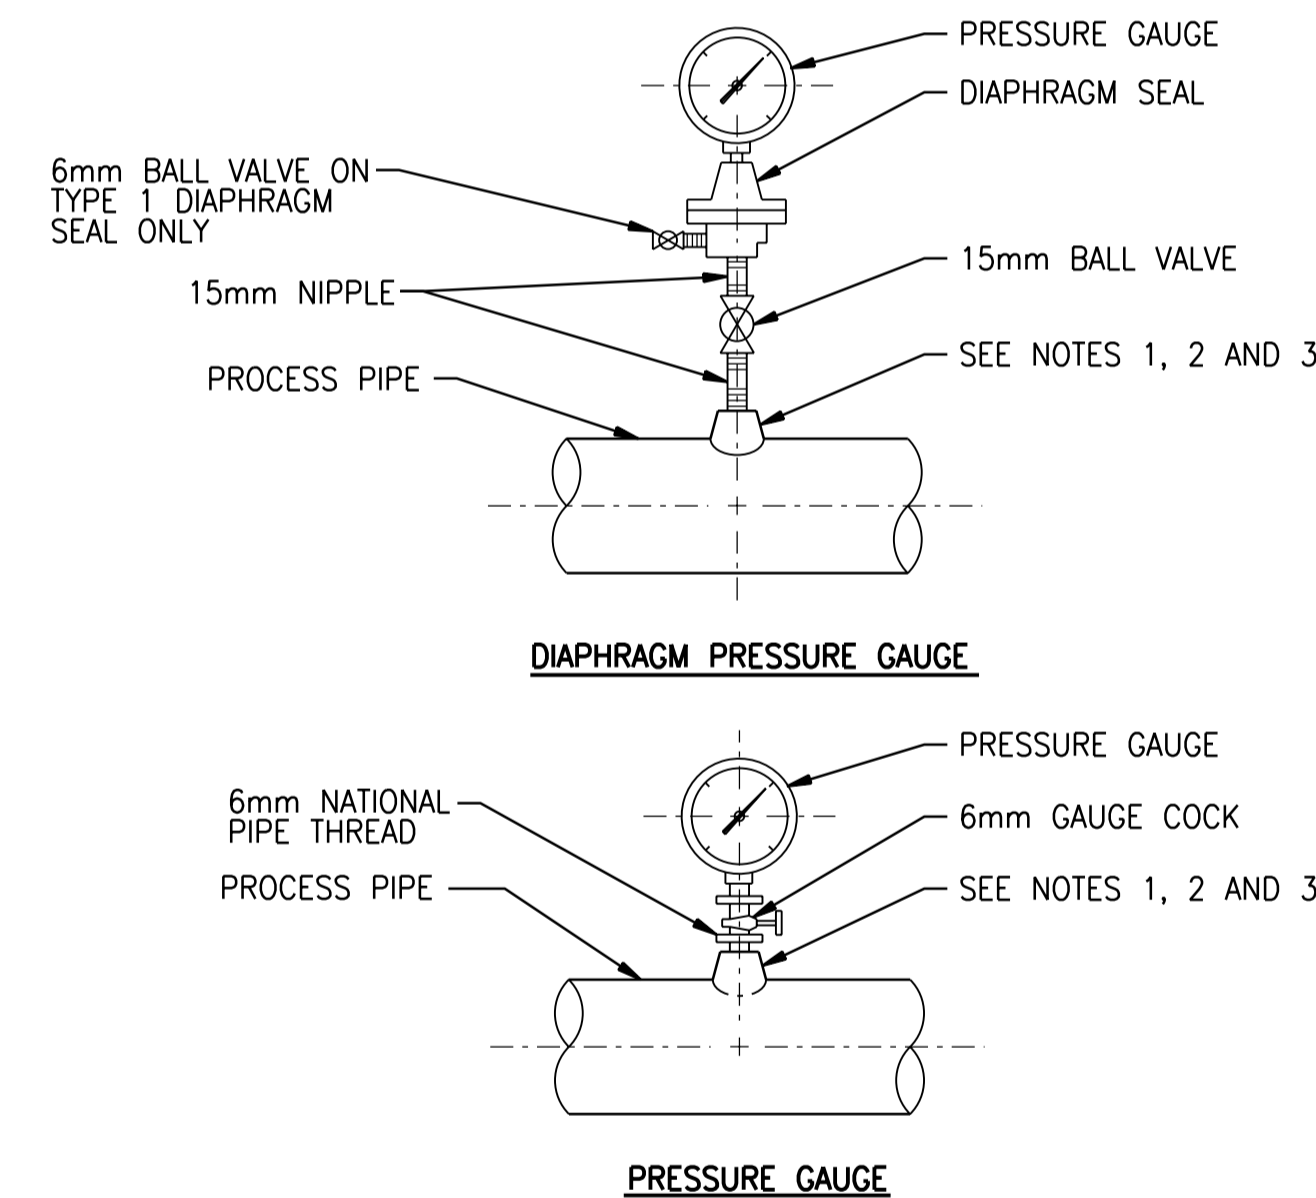 PRESSURE GAUGE
DIAPHRAGM SEAL
6mm BALL VALVE ON
TYPE 1 DIAPHRAGM
SEAL ONLY
15mm BALL VALVE
15mm NIPPLE
SEE NOTES 1, 2 AND 3
PROCESS PIPE
DIAPHRAGM PRESSURE GAUGE
PRESSURE GAUGE
6mm NATIONAL
PIPE THREAD
6mm GAUGE COCK
PROCESS PIPE
SEE NOTES 1, 2 AND 3
PRESSURE GAUGE